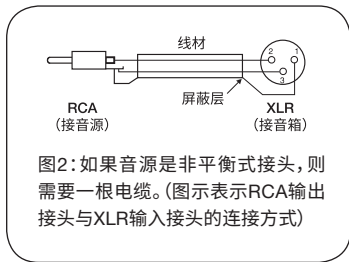 线材
2
1
3
屏蔽层
RCA
(接音源)
XLR
(接音箱)
图2:如果音源是非平衡式接头,则
需要一根电缆。(图示表示RCA输出
接头与XLR输入接头的连接方式)